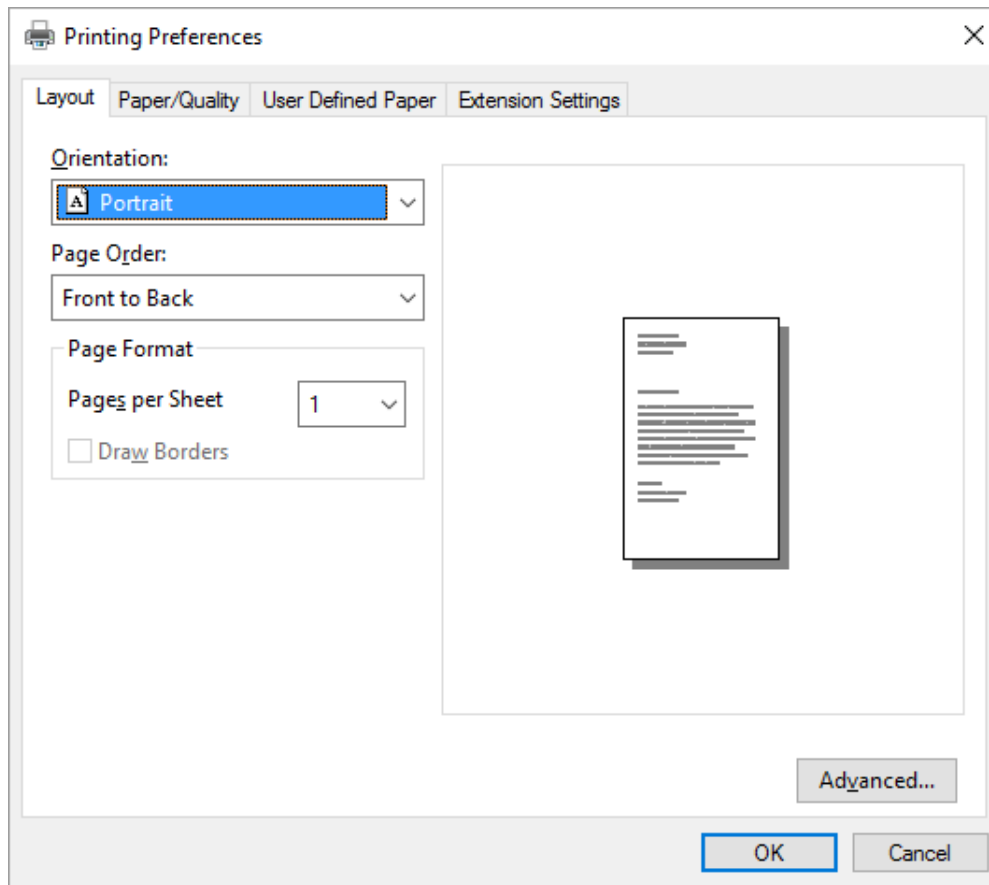 Printing Preferences
Layout Paper/Quality User Defined Paper Extension Settings
Orientation:
A Portrait
Page Order:
Front to Back
Page Format
Pages per Sheet 1
Draw Borders
Advanced...
OK Cancel